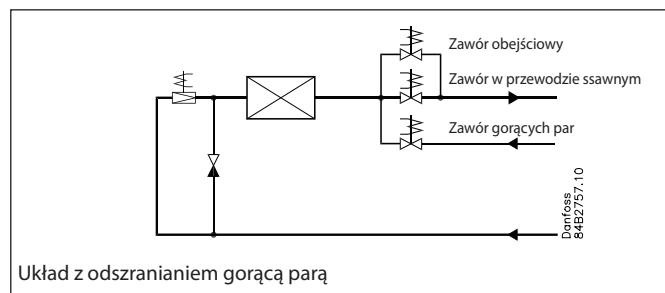 Zawór obejściowy
Zawór w przewodzie ssawnym
Zawór gorących par
Danfoss
84B2757.10
Układ z odszranianiem gorącą parą